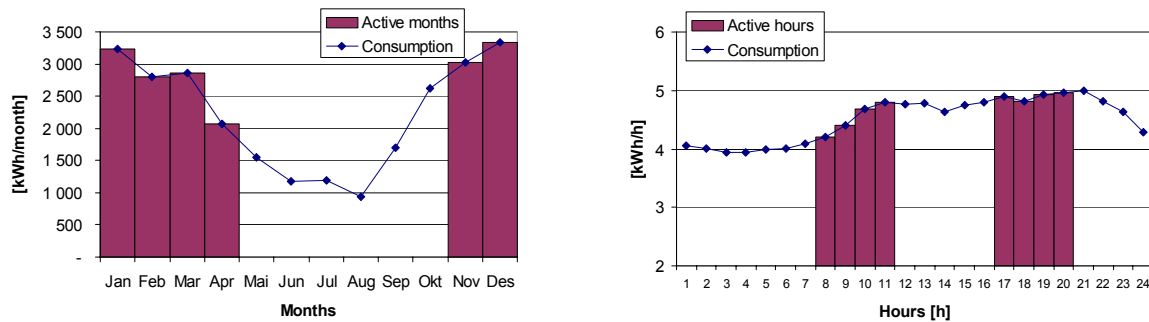 Active months
Consumption
3 500
3 000
2 500
2 000
1 500
1 000
500
-
[kWh/month]
Jan Feb Mar Apr Mai Jun Jul Aug Sep Okt Nov Des
Months
Active hours
Consumption
6
5
4
3
2
[kWh/h]
1 2 3 4 5 6 7 8 9 10 11 12 13 14 15 16 17 18 19 20 21 22 23 24
Hours [h]